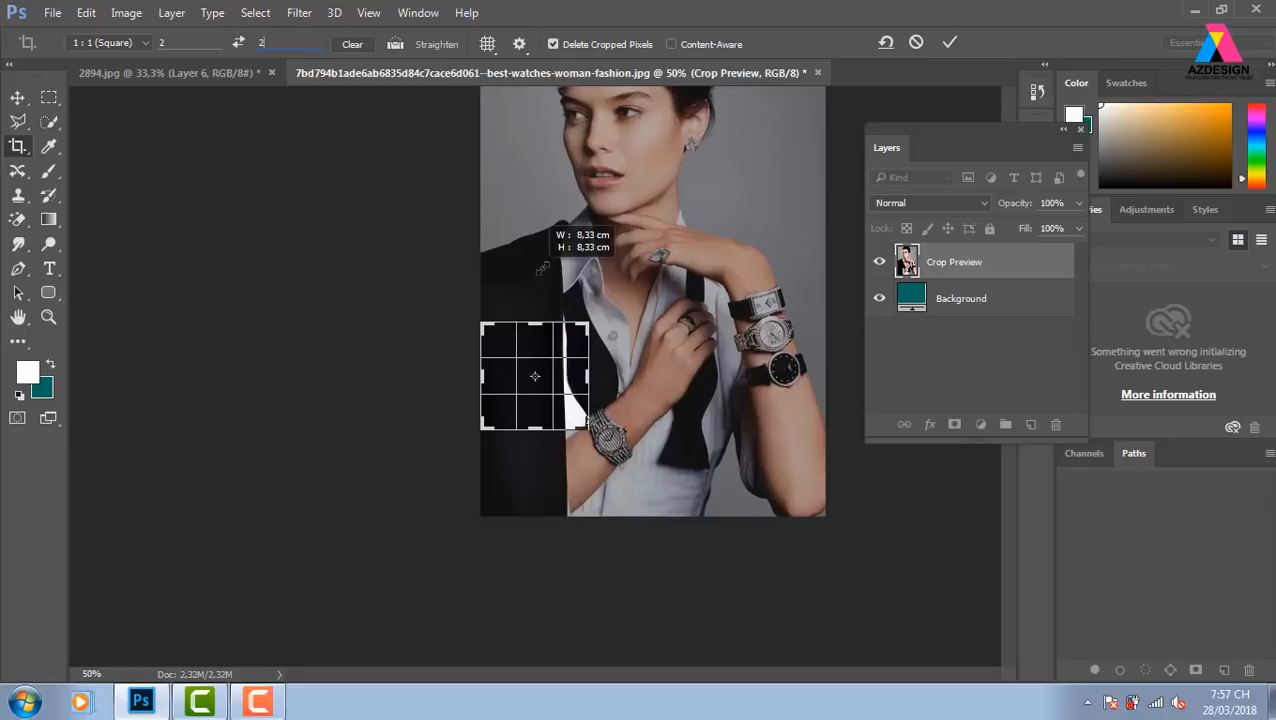 Ps File Edit Image Layer Type Select Filter 3D View Window Help
1 : 1 (Square) 2 2 Clear Straighten Delete Cropped Pixels Content-Aware
AZDESIGN
2894.jpg @ 33,3% (Layer 6, RGB/8#) * × 7bd794b1ade6ab6835d84c7cace6d061--best-watches-woman-fashion.jpg @ 50% (Crop Preview, RGB/8) * ×
Color Swatches
Layers
Kind
Normal Opacity: 100%
Lock: Fill: 100%
Crop Preview
Background
Adjustments Styles
W : 8,33 cm
H : 8,33 cm
Something went wrong initializing
Creative Cloud Libraries
More information
Channels Paths
50% Doc: 2,32M/2,32M
Ps
7:57 CH
28/03/2018